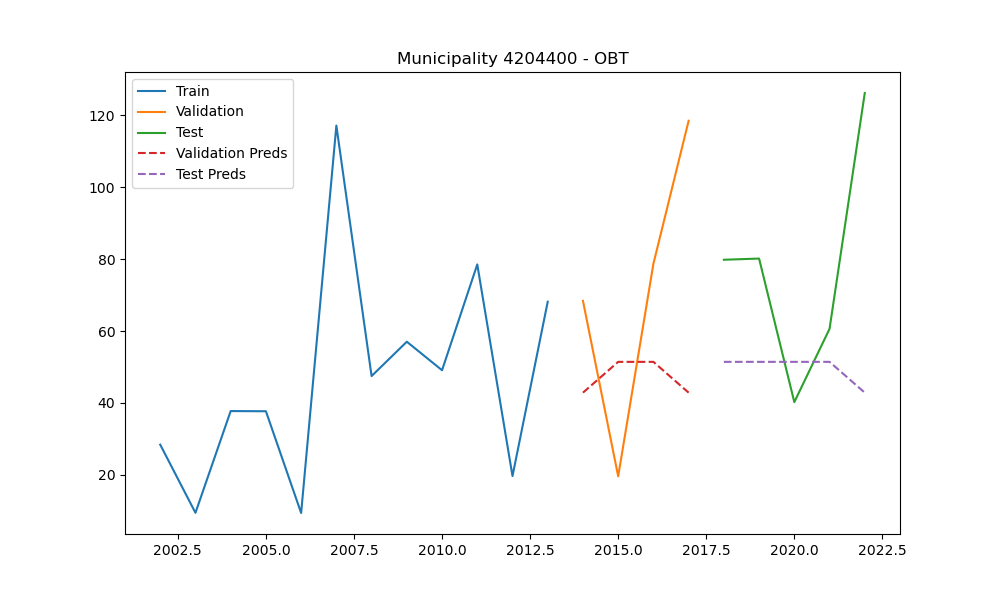 Municipality 4204400 - OBT
Train
Validation
Test
Validation Preds
Test Preds
120
100
80
60
40
20
2002.5 2005.0 2007.5 2010.0 2012.5 2015.0 2017.5 2020.0 2022.5